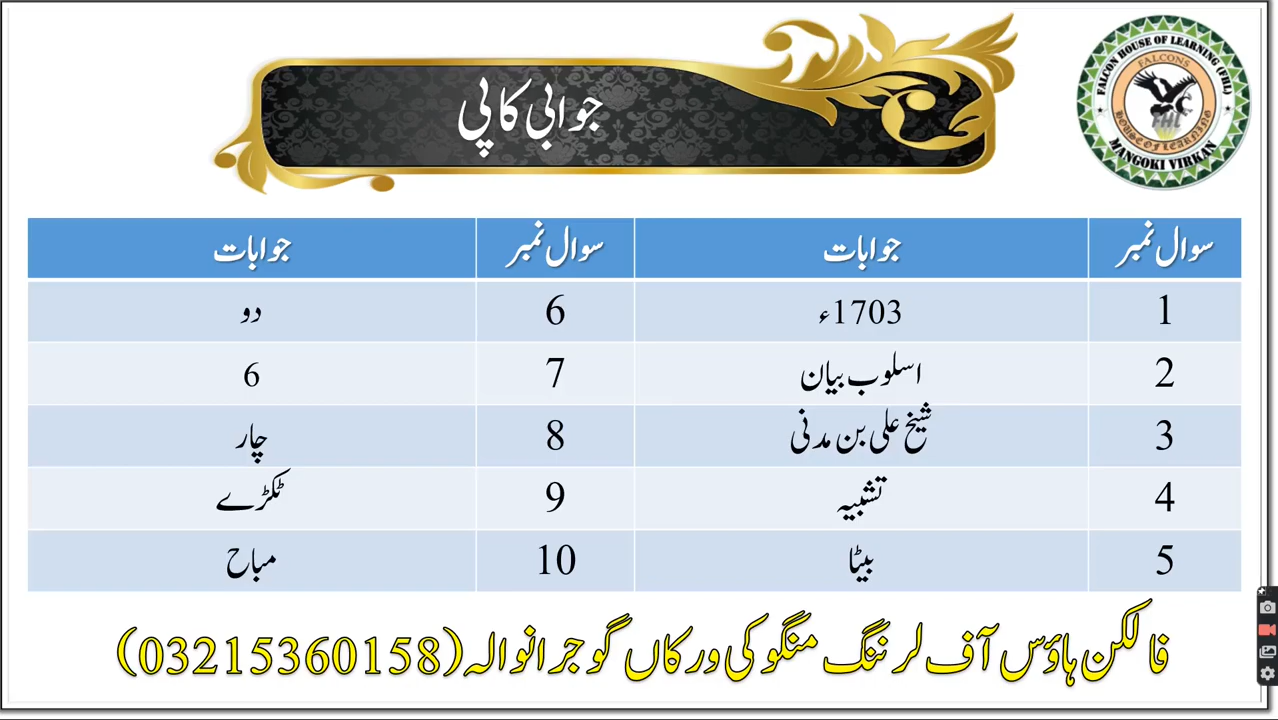 جوابی کاپی
FALCON HOUSE OF LEARNING (FHL)
FALCONS
MANGOKI VIRKAN
سوال نمبر جوابات سوال نمبر جوابات
1 1703ء 6 دو
2 اسلوب بیان 7 6
3 شیخ علی بن مدنی 8 چار
4 تشبیہ 9 ٹکڑے
5 بیٹا 10 مباح
فالکن ہاؤس آف لرننگ منگوکی ورکاں گوجرانوالہ (03215360158)